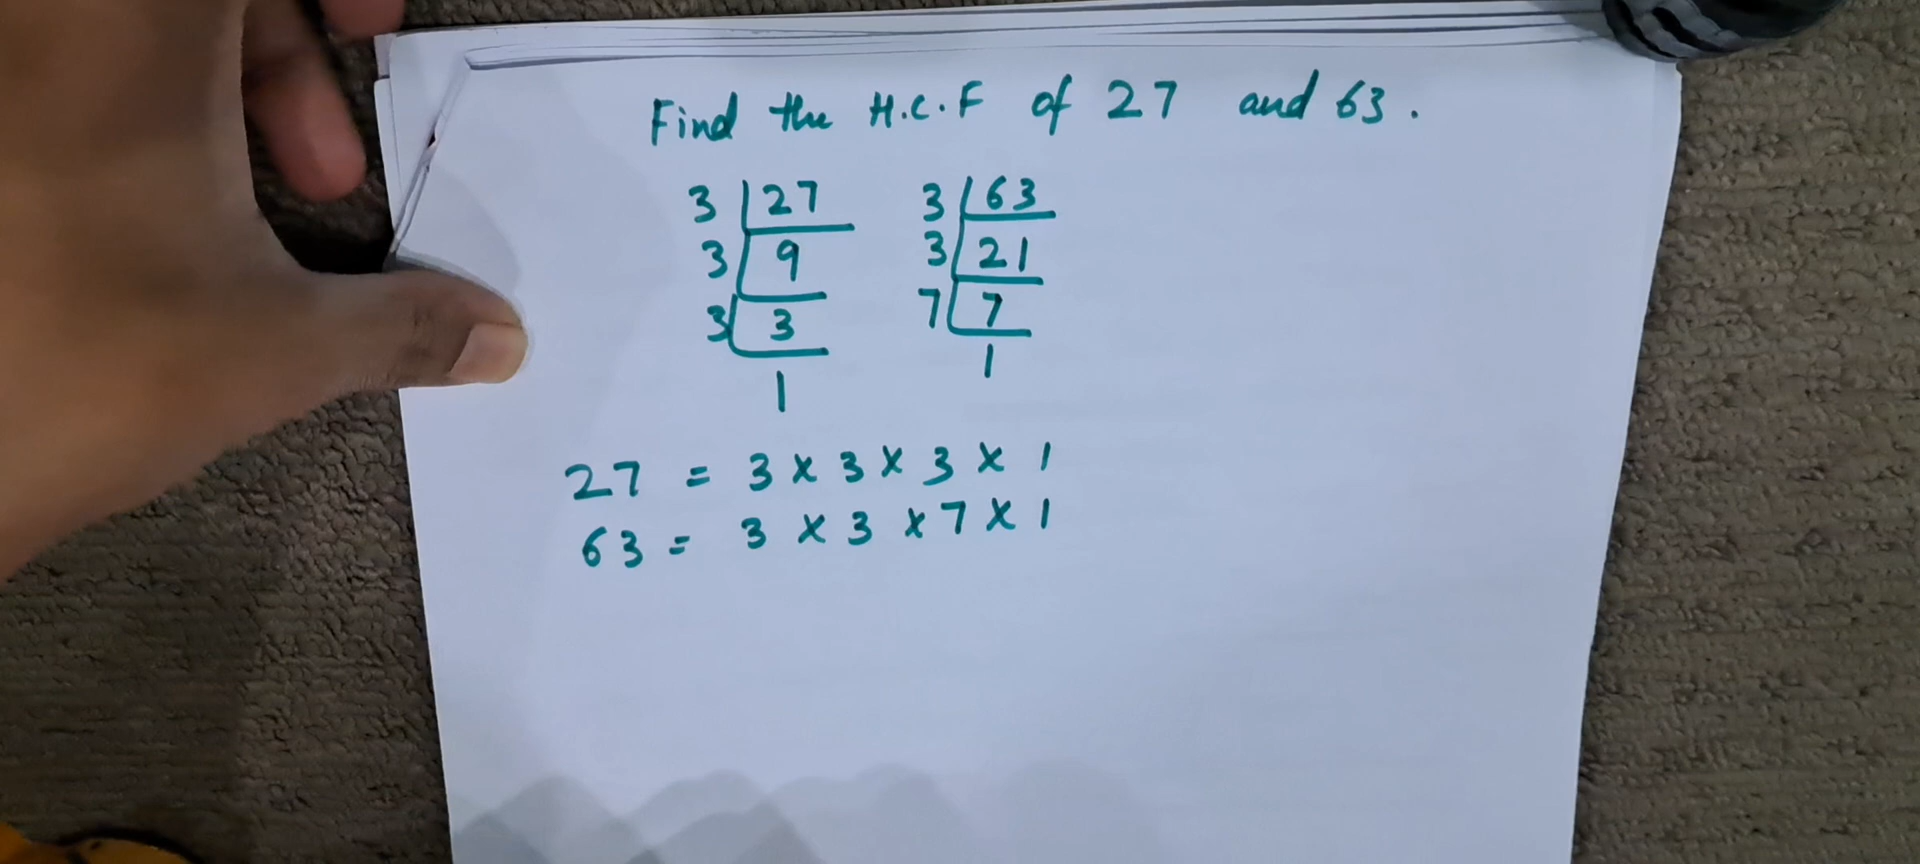 Find the H.C.F of 27 and 63.
3 27 3 63
3 9 3 21
3 3 7 7
1 1
27 = 3 × 3 × 3 × 1
63 = 3 × 3 × 7 × 1